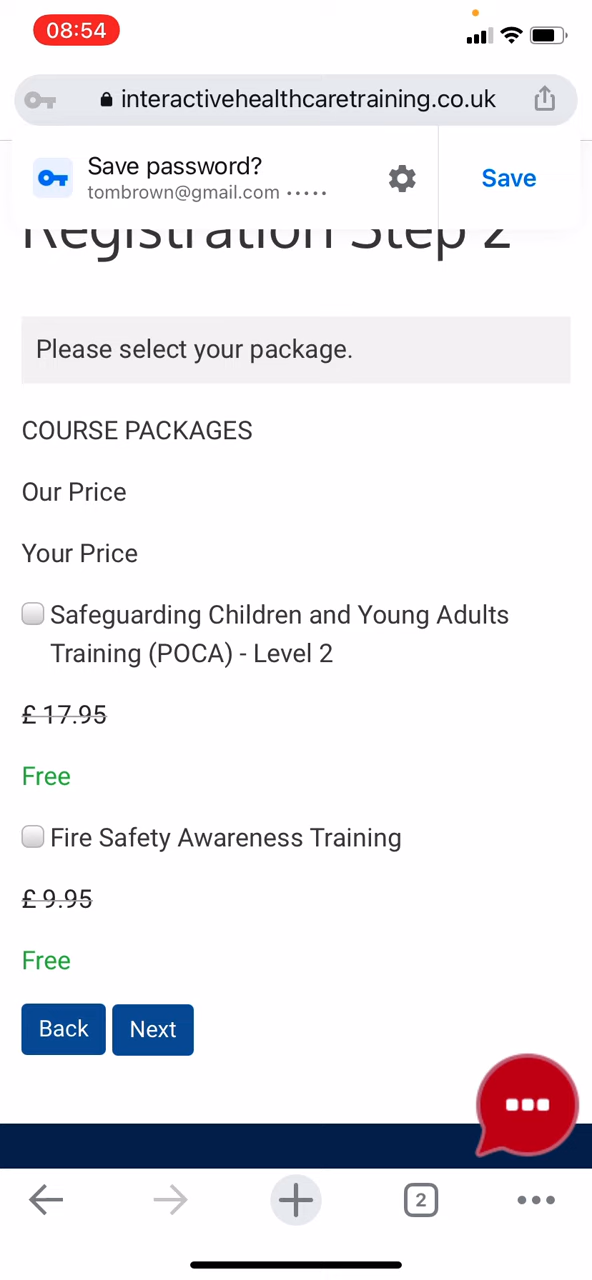 08:54
interactivehealthcaretraining.co.uk
Save password?
tombrown@gmail.com •••••
Save
Registration Step 2
Please select your package.
COURSE PACKAGES
Our Price
Your Price
Safeguarding Children and Young Adults
Training (POCA) - Level 2
£ 17.95
Free
Fire Safety Awareness Training
£ 9.95
Free
Back Next
2